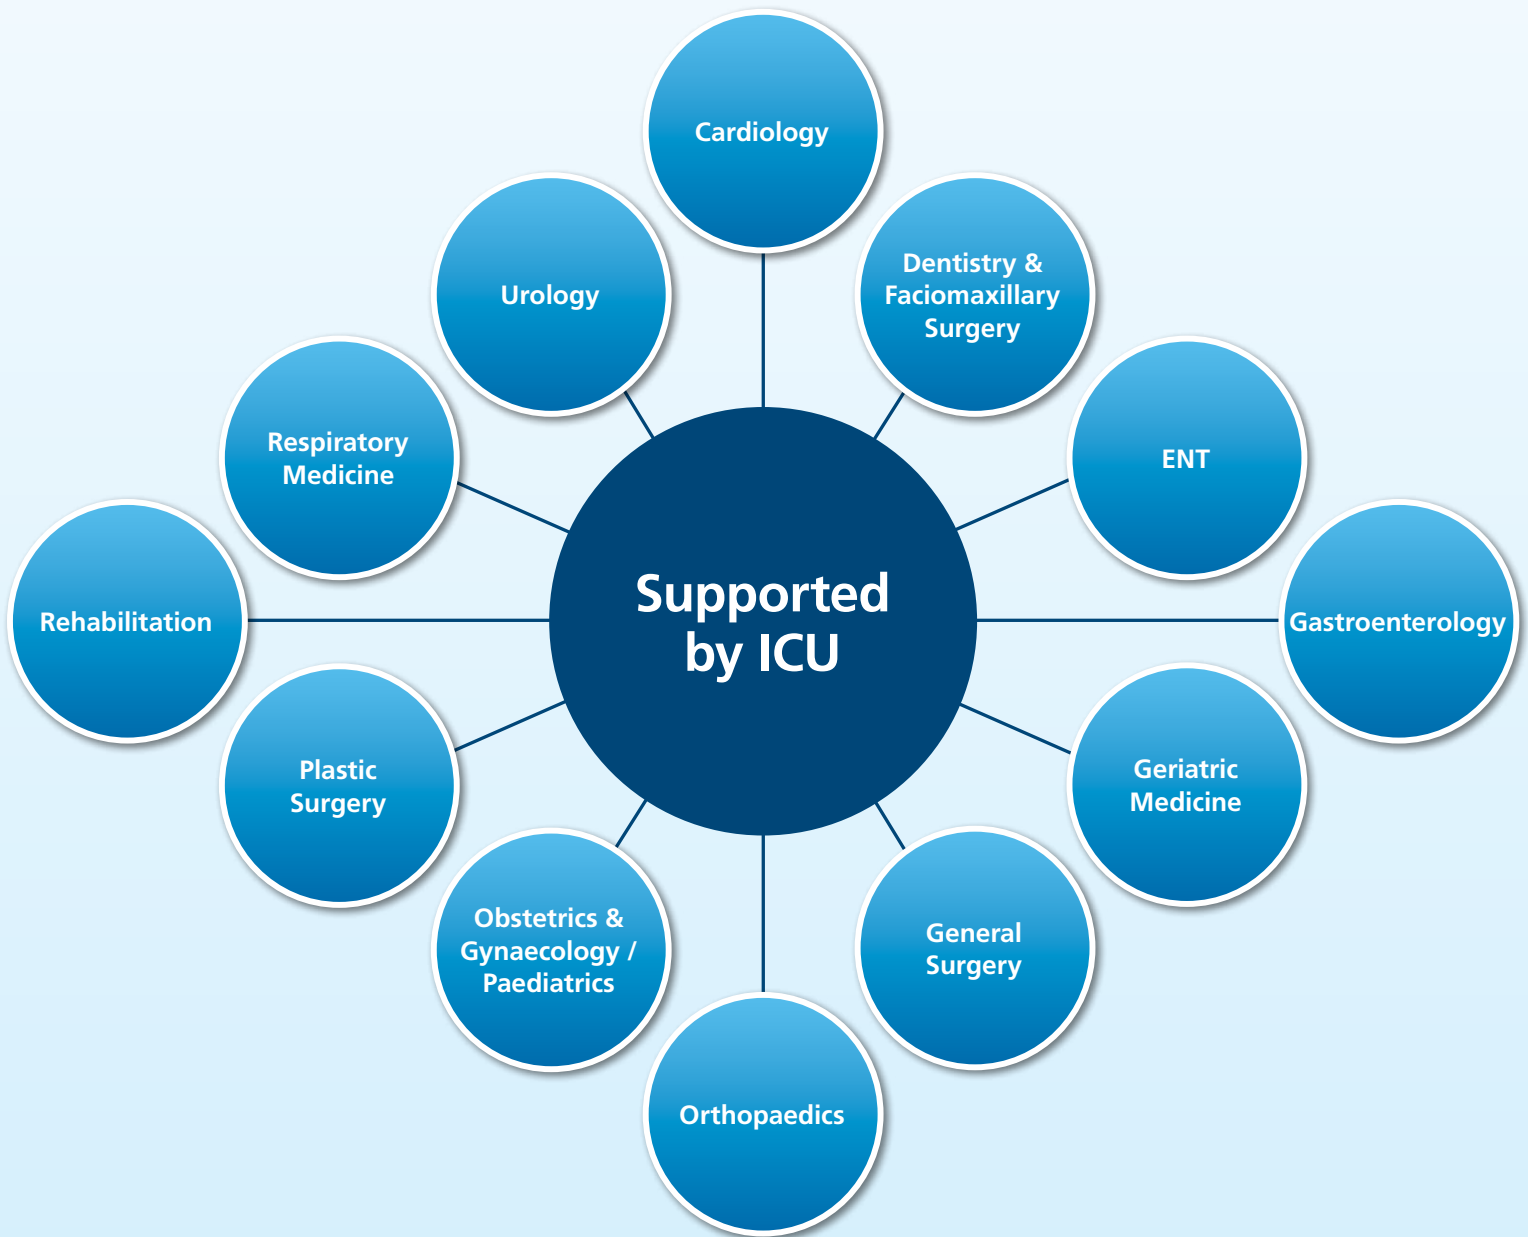 Cardiology
Dentistry &
Faciomaxillary
Surgery
ENT
Gastroenterology
Geriatric
Medicine
General
Surgery
Orthopaedics
Obstetrics &
Gynaecology /
Paediatrics
Plastic
Surgery
Rehabilitation
Respiratory
Medicine
Urology
Supported
by ICU